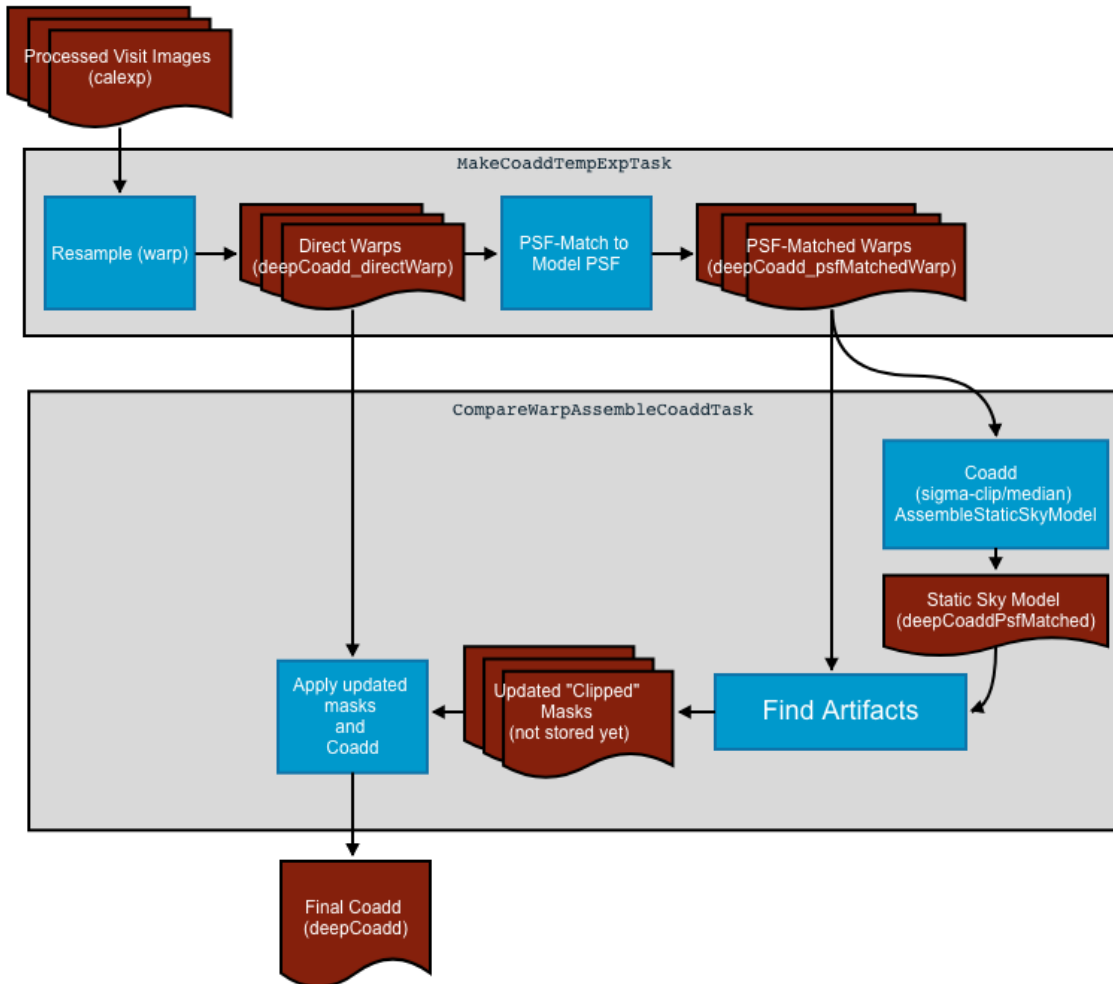 Processed Visit Images
(calexp)
MakeCoaddTempExpTask
Resample (warp)
Direct Warps
(deepCoadd_directWarp)
PSF-Match to
Model PSF
PSF-Matched Warps
(deepCoadd_psfMatchedWarp)
CompareWarpAssembleCoaddTask
Coadd
(sigma-clip/median)
AssembleStaticSkyModel
Static Sky Model
(deepCoaddPsfMatched)
Apply updated
masks
and
Coadd
Updated "Clipped"
Masks
(not stored yet)
Find Artifacts
Final Coadd
(deepCoadd)